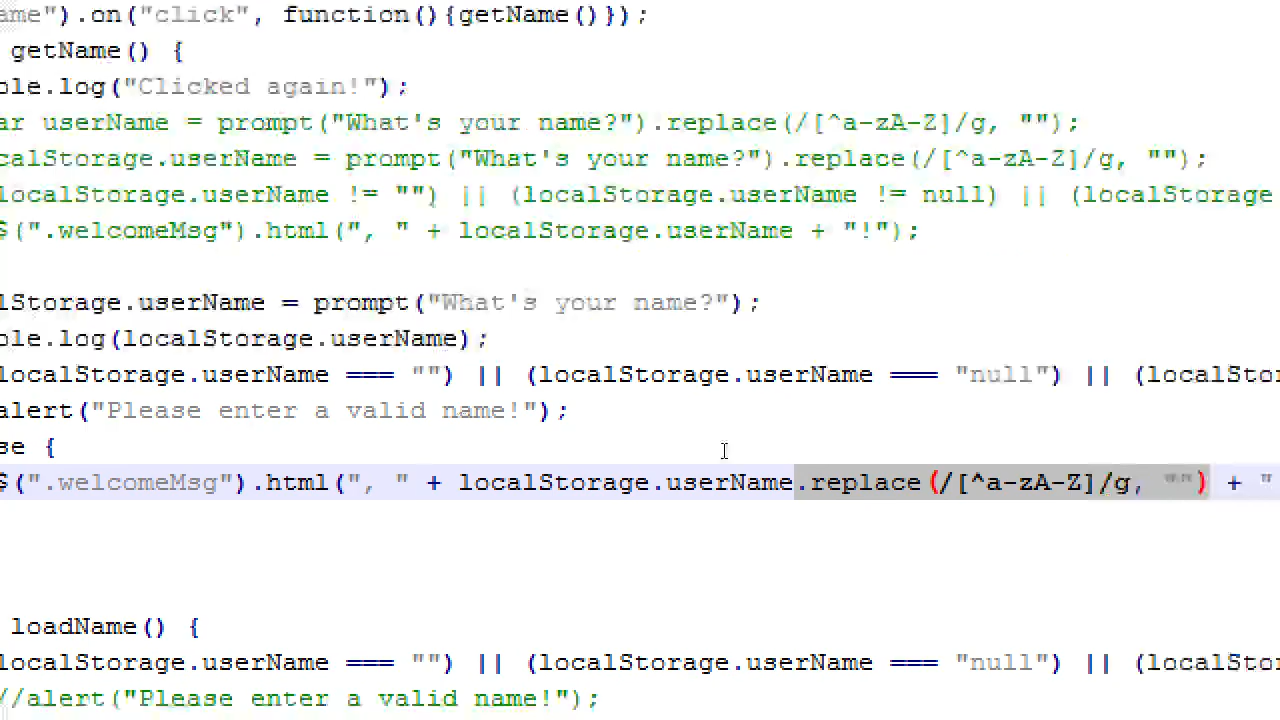 ame").on("click", function(){getName()});
getName() {
ole.log("Clicked again!");
ar userName = prompt("What's your name?").replace(/[^a-zA-Z]/g, "");
calStorage.userName = prompt("What's your name?").replace(/[^a-zA-Z]/g, "");
localStorage.userName != "") || (localStorage.userName != null) || (localStorage
$(".welcomeMsg").html(", " + localStorage.userName + "!");
lStorage.userName = prompt("What's your name?");
ole.log(localStorage.userName);
localStorage.userName === "") || (localStorage.userName === "null") || (localStor
alert("Please enter a valid name!");
se {
$(".welcomeMsg").html(", " + localStorage.userName.replace(/[^a-zA-Z]/g, "") + "
loadName() {
localStorage.userName === "") || (localStorage.userName === "null") || (localStor
//alert("Please enter a valid name!");